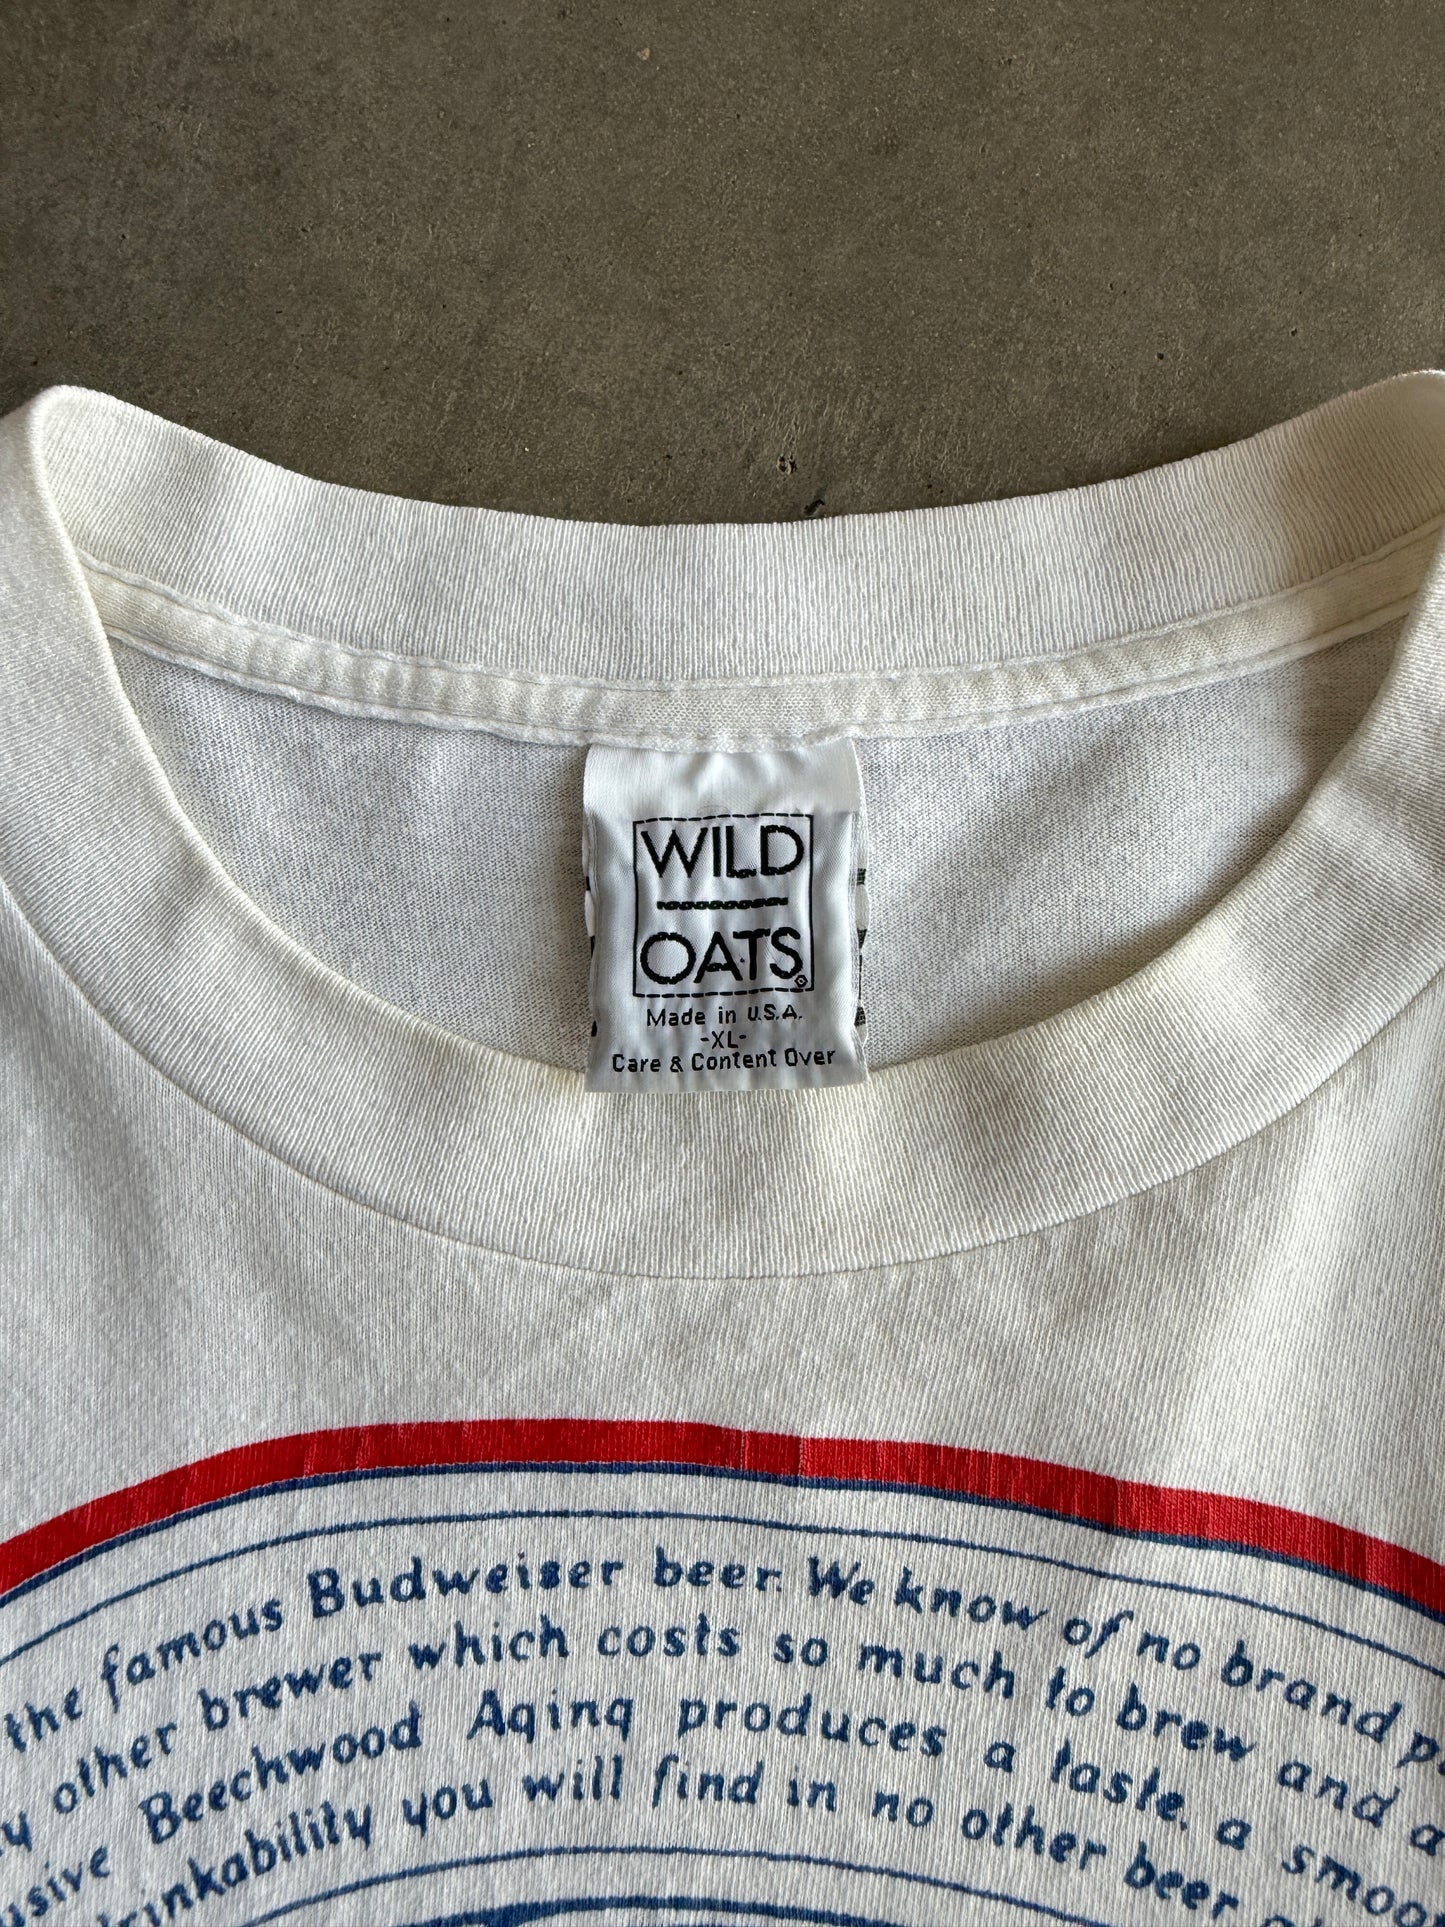 WILD
OATS
Made in U.S.A.
-XL-
Care & Content Over
the famous Budweiser beer. We know of no brand
other brewer which costs so much to brew and
Beechwood Aging produces a taste, a
you will find in no other beer